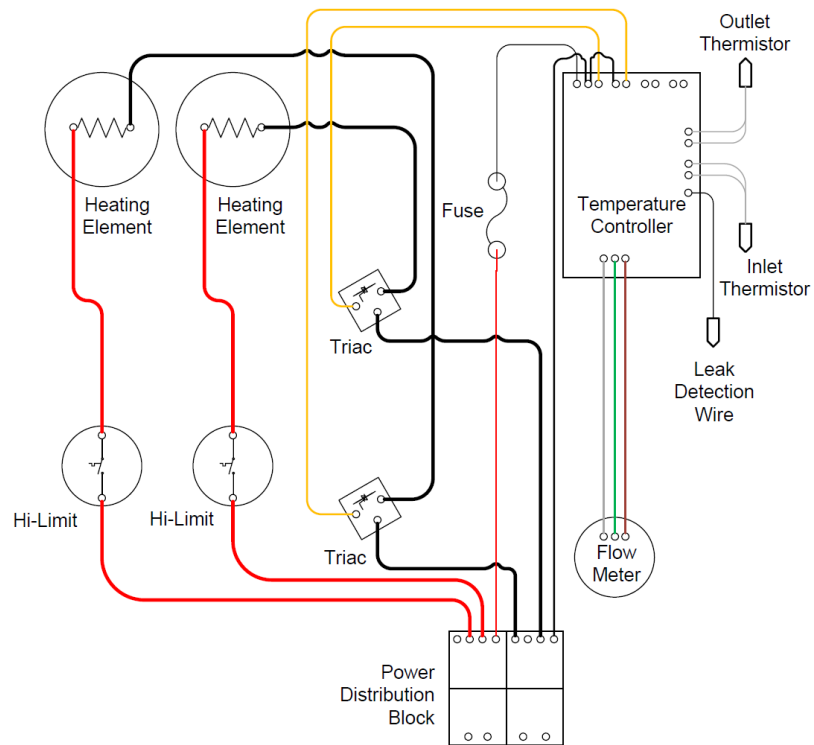 Outlet
Thermistor
Heating
Element
Heating
Element
Fuse
Temperature
Controller
Inlet
Thermistor
Triac
Leak
Detection
Wire
Hi-Limit
Hi-Limit
Triac
Flow
Meter
Power
Distribution
Block